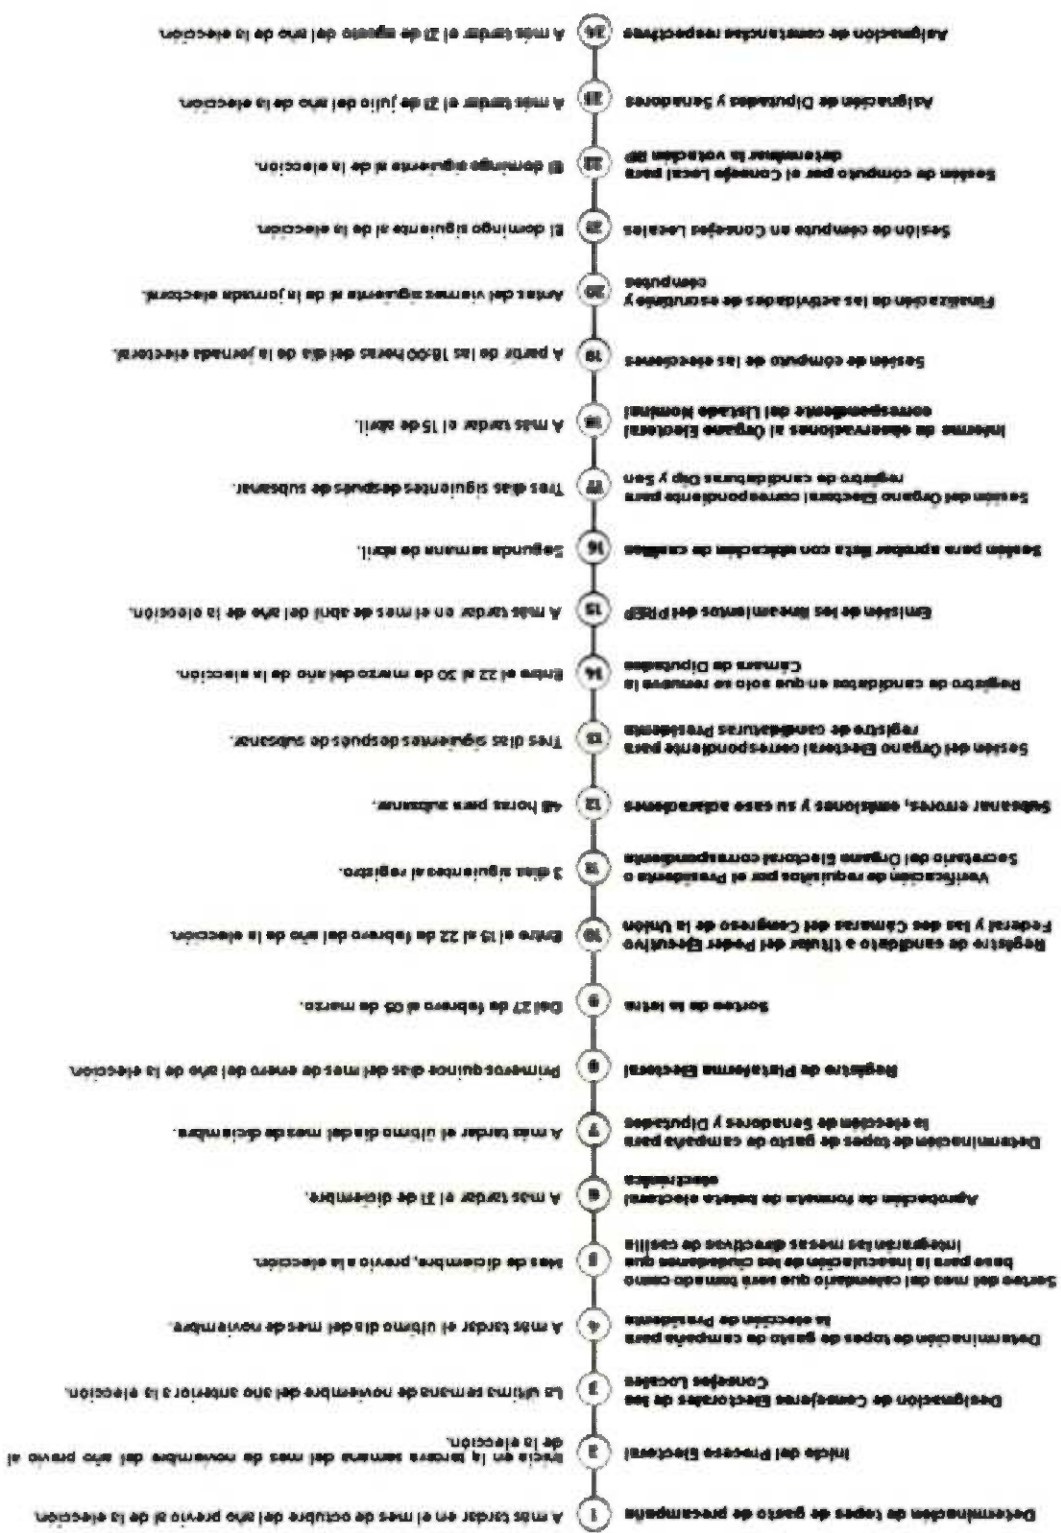 Determinación de topes de gasto de precampaña
1
A más tardar en el mes de octubre del año previo al de la elección.
Inicio del Proceso Electoral
2
Inicia en la tercera semana del mes de noviembre del año previo al
de la elección.
Designación de Consejeros Electorales de los
Consejos Locales
3
La última semana de noviembre del año anterior a la elección.
Determinación de topes de gasto de campaña para
la elección de Presidente
4
A más tardar el último día del mes de noviembre.
Sorteo del mes del calendario que será tomado como
base para la insaculación de los ciudadanos que
integrarán las mesas directivas de casilla
5
Mes de diciembre, previo a la elección.
Aprobación de formato de boleta electoral
electrónica
6
A más tardar el 31 de diciembre.
Determinación de topes de gasto de campaña para
la elección de Senadores y Diputados
7
A más tardar el último día del mes de diciembre.
Registro de Plataforma Electoral
8
Primeros quince días del mes de enero del año de la elección.
Sorteo de la letra
9
Del 27 de febrero al 05 de marzo.
Registro de candidato a titular del Poder Ejecutivo
Federal y las dos Cámaras del Congreso de la Unión
10
Entre el 15 al 22 de febrero del año de la elección.
Verificación de requisitos por el Presidente o
Secretario del Órgano Electoral correspondiente
11
3 días siguientes al registro.
Subsanar errores, omisiones y su caso aclaraciones
12
48 horas para subsanar.
Sesión del Órgano Electoral correspondiente para
registro de candidaturas Presidente
13
Tres días siguientes después de subsanar.
Registro de candidatos en que solo se renueve la
Cámara de Diputados
14
Entre el 22 al 30 de marzo del año de la elección.
Emisión de los lineamientos del PREP
15
A más tardar en el mes de abril del año de la elección.
Sesión para aprobar lista con ubicación de casillas
16
Segunda semana de abril.
Sesión del Órgano Electoral correspondiente para
registro de candidaturas Dip y Sen
17
Tres días siguientes después de subsanar.
Informe de observaciones al Órgano Electoral
correspondiente del Listado Nominal
18
A más tardar el 15 de abril.
Sesión de cómputo de las elecciones
19
A partir de las 18:00 horas del día de la jornada electoral.
Finalización de las actividades de escrutinio y
cómputos
20
Antes del viernes siguiente al de la jornada electoral.
Sesión de cómputo en Consejos Locales
El domingo siguiente al de la elección.
Sesión de cómputo por el Consejo Local para
determinar la votación RP
El domingo siguiente al de la elección.
Asignación de Diputados y Senadores
23
A más tardar el 31 de julio del año de la elección.
Asignación de constancias respectivas
24
A más tardar el 21 de agosto del año de la elección.